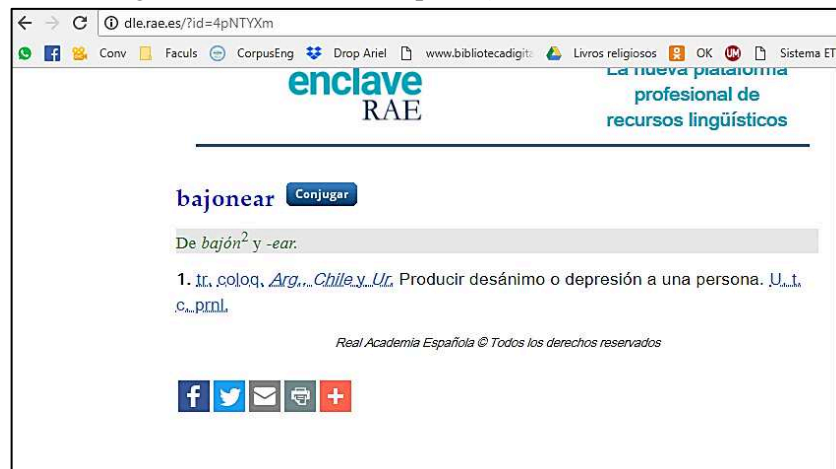 dle.rae.es/?id=4pNTYXm
Conv Faculs CorpusEng Drop Ariel www.bibliotecadigit Livros religiosos OK UM Sistema ET
enclave
RAE
La nueva plataforma
profesional de
recursos lingüísticos
bajonear Conjugar
De bajón2 y -ear.
1. tr. coloq. Arg., Chile y Ur. Producir desánimo o depresión a una persona. U. t.
c. prnl.
Real Academia Española © Todos los derechos reservados